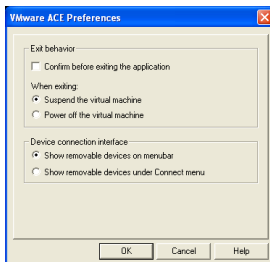 VMware ACE Preferences
Exit behavior
Confirm before exiting the application
When exiting:
Suspend the virtual machine
Power off the virtual machine
Device connection interface
Show removable devices on menubar
Show removable devices under Connect menu
OK
Cancel
Help